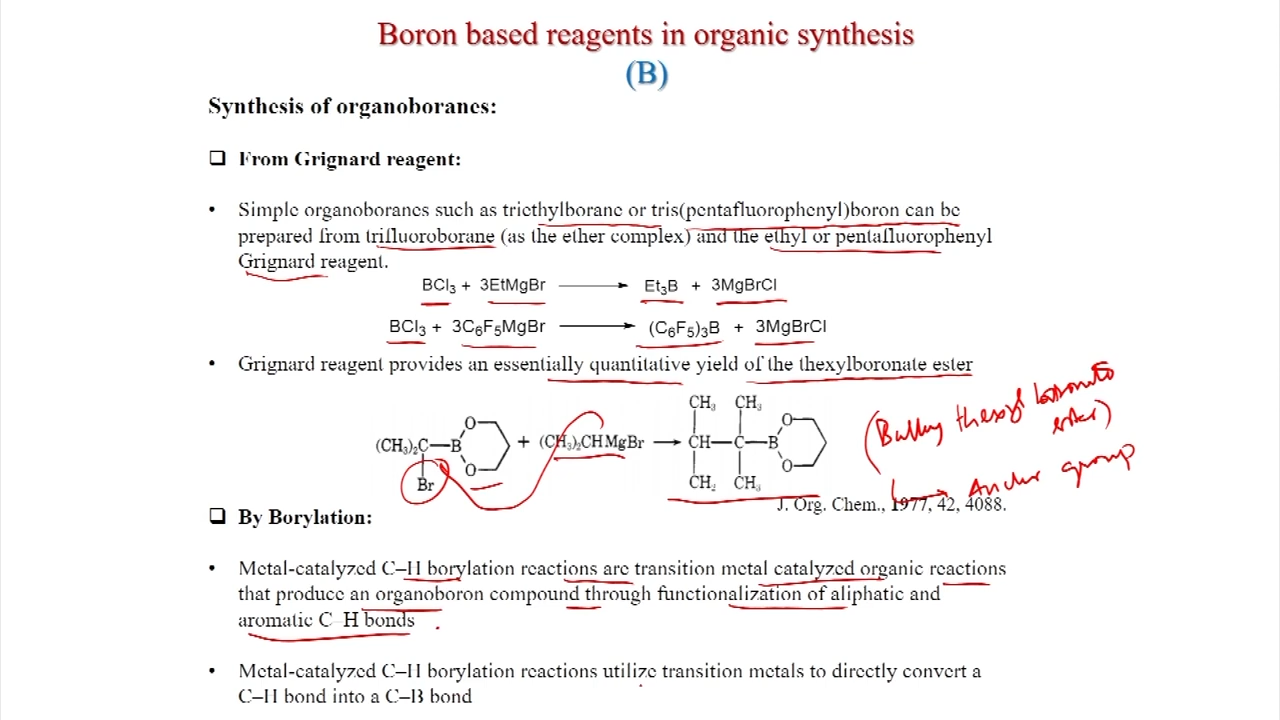 Boron based reagents in organic synthesis
(B)
Synthesis of organoboranes:
❑ From Grignard reagent:
• Simple organoboranes such as triethylborane or tris(pentafluorophenyl)boron can be
prepared from trifluoroborane (as the ether complex) and the ethyl or pentafluorophenyl
Grignard reagent.
BCl₃ + 3EtMgBr ⟶ Et₃B + 3MgBrCl
BCl₃ + 3C₆F₅MgBr ⟶ (C₆F₅)₃B + 3MgBrCl
• Grignard reagent provides an essentially quantitative yield of the thexylboronate ester
CH₃ CH₃
O O
(CH₃)₂C—B + (CH₃)₂CHMgBr ⟶ CH—C—B
O O
Br CH₃ CH₃
(Bulky thexyl boronate
ester)
Anchor group
J. Org. Chem., 1977, 42, 4088.
❑ By Borylation:
• Metal-catalyzed C–H borylation reactions are transition metal catalyzed organic reactions
that produce an organoboron compound through functionalization of aliphatic and
aromatic C–H bonds
• Metal-catalyzed C–H borylation reactions utilize transition metals to directly convert a
C–H bond into a C–B bond